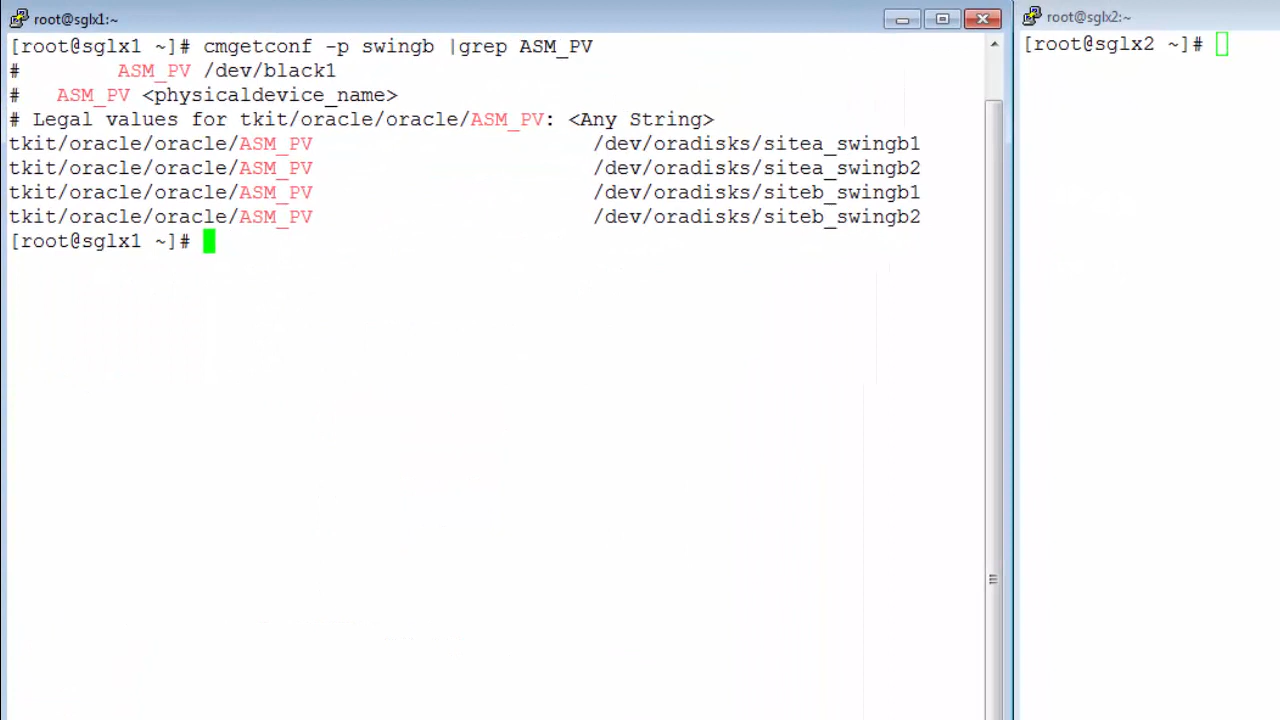 root@sglx1:~
[root@sglx1 ~]# cmgetconf -p swingb |grep ASM_PV
#        ASM_PV /dev/black1
#   ASM_PV <physicaldevice_name>
# Legal values for tkit/oracle/oracle/ASM_PV: <Any String>
tkit/oracle/oracle/ASM_PV                       /dev/oradisks/sitea_swingb1
tkit/oracle/oracle/ASM_PV                       /dev/oradisks/sitea_swingb2
tkit/oracle/oracle/ASM_PV                       /dev/oradisks/siteb_swingb1
tkit/oracle/oracle/ASM_PV                       /dev/oradisks/siteb_swingb2
[root@sglx1 ~]#
root@sglx2:~
[root@sglx2 ~]#